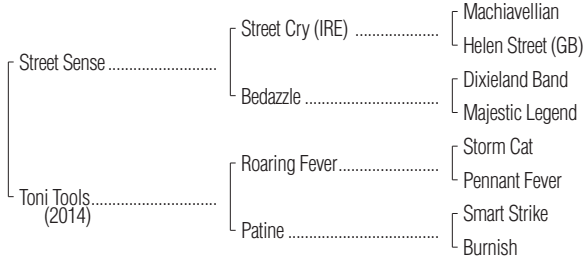 Machiavellian
Street Cry (IRE) ....................
Helen Street (GB)
Street Sense ..........................
Dixieland Band
Bedazzle ................................
Majestic Legend
Storm Cat
Roaring Fever........................
Pennant Fever
Toni Tools..............................
(2014)
Smart Strike
Patine ....................................
Burnish